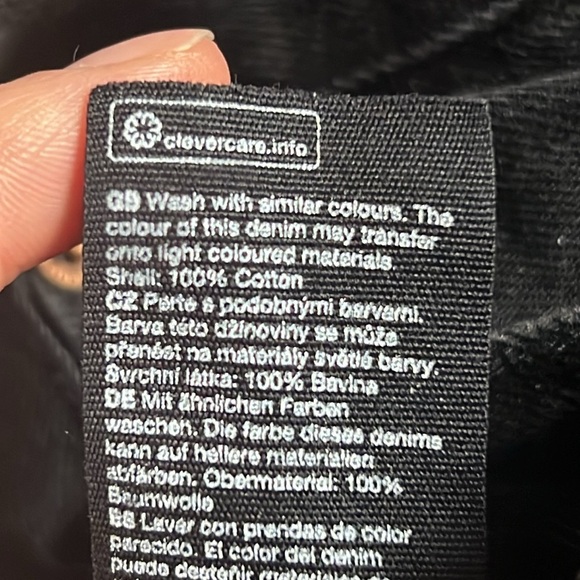 clevercare.info
GB Wash with similar colours. The
colour of this denim may transfer
onto light coloured materials.
Shell: 100% Cotton
CZ Perte s podobnými barvami.
Barva této džínoviny se může
přenést na materiály světlé barvy.
Svrchní látka: 100% Bavlna
DE Mit ähnlichen Farben
waschen. Die farbe dieses denims
kann auf hellere materialien
abfärben. Obermaterial: 100%
Baumwolle
ES Lavar con prendas de color
parecido. El color del denim
puede desteñir materiales